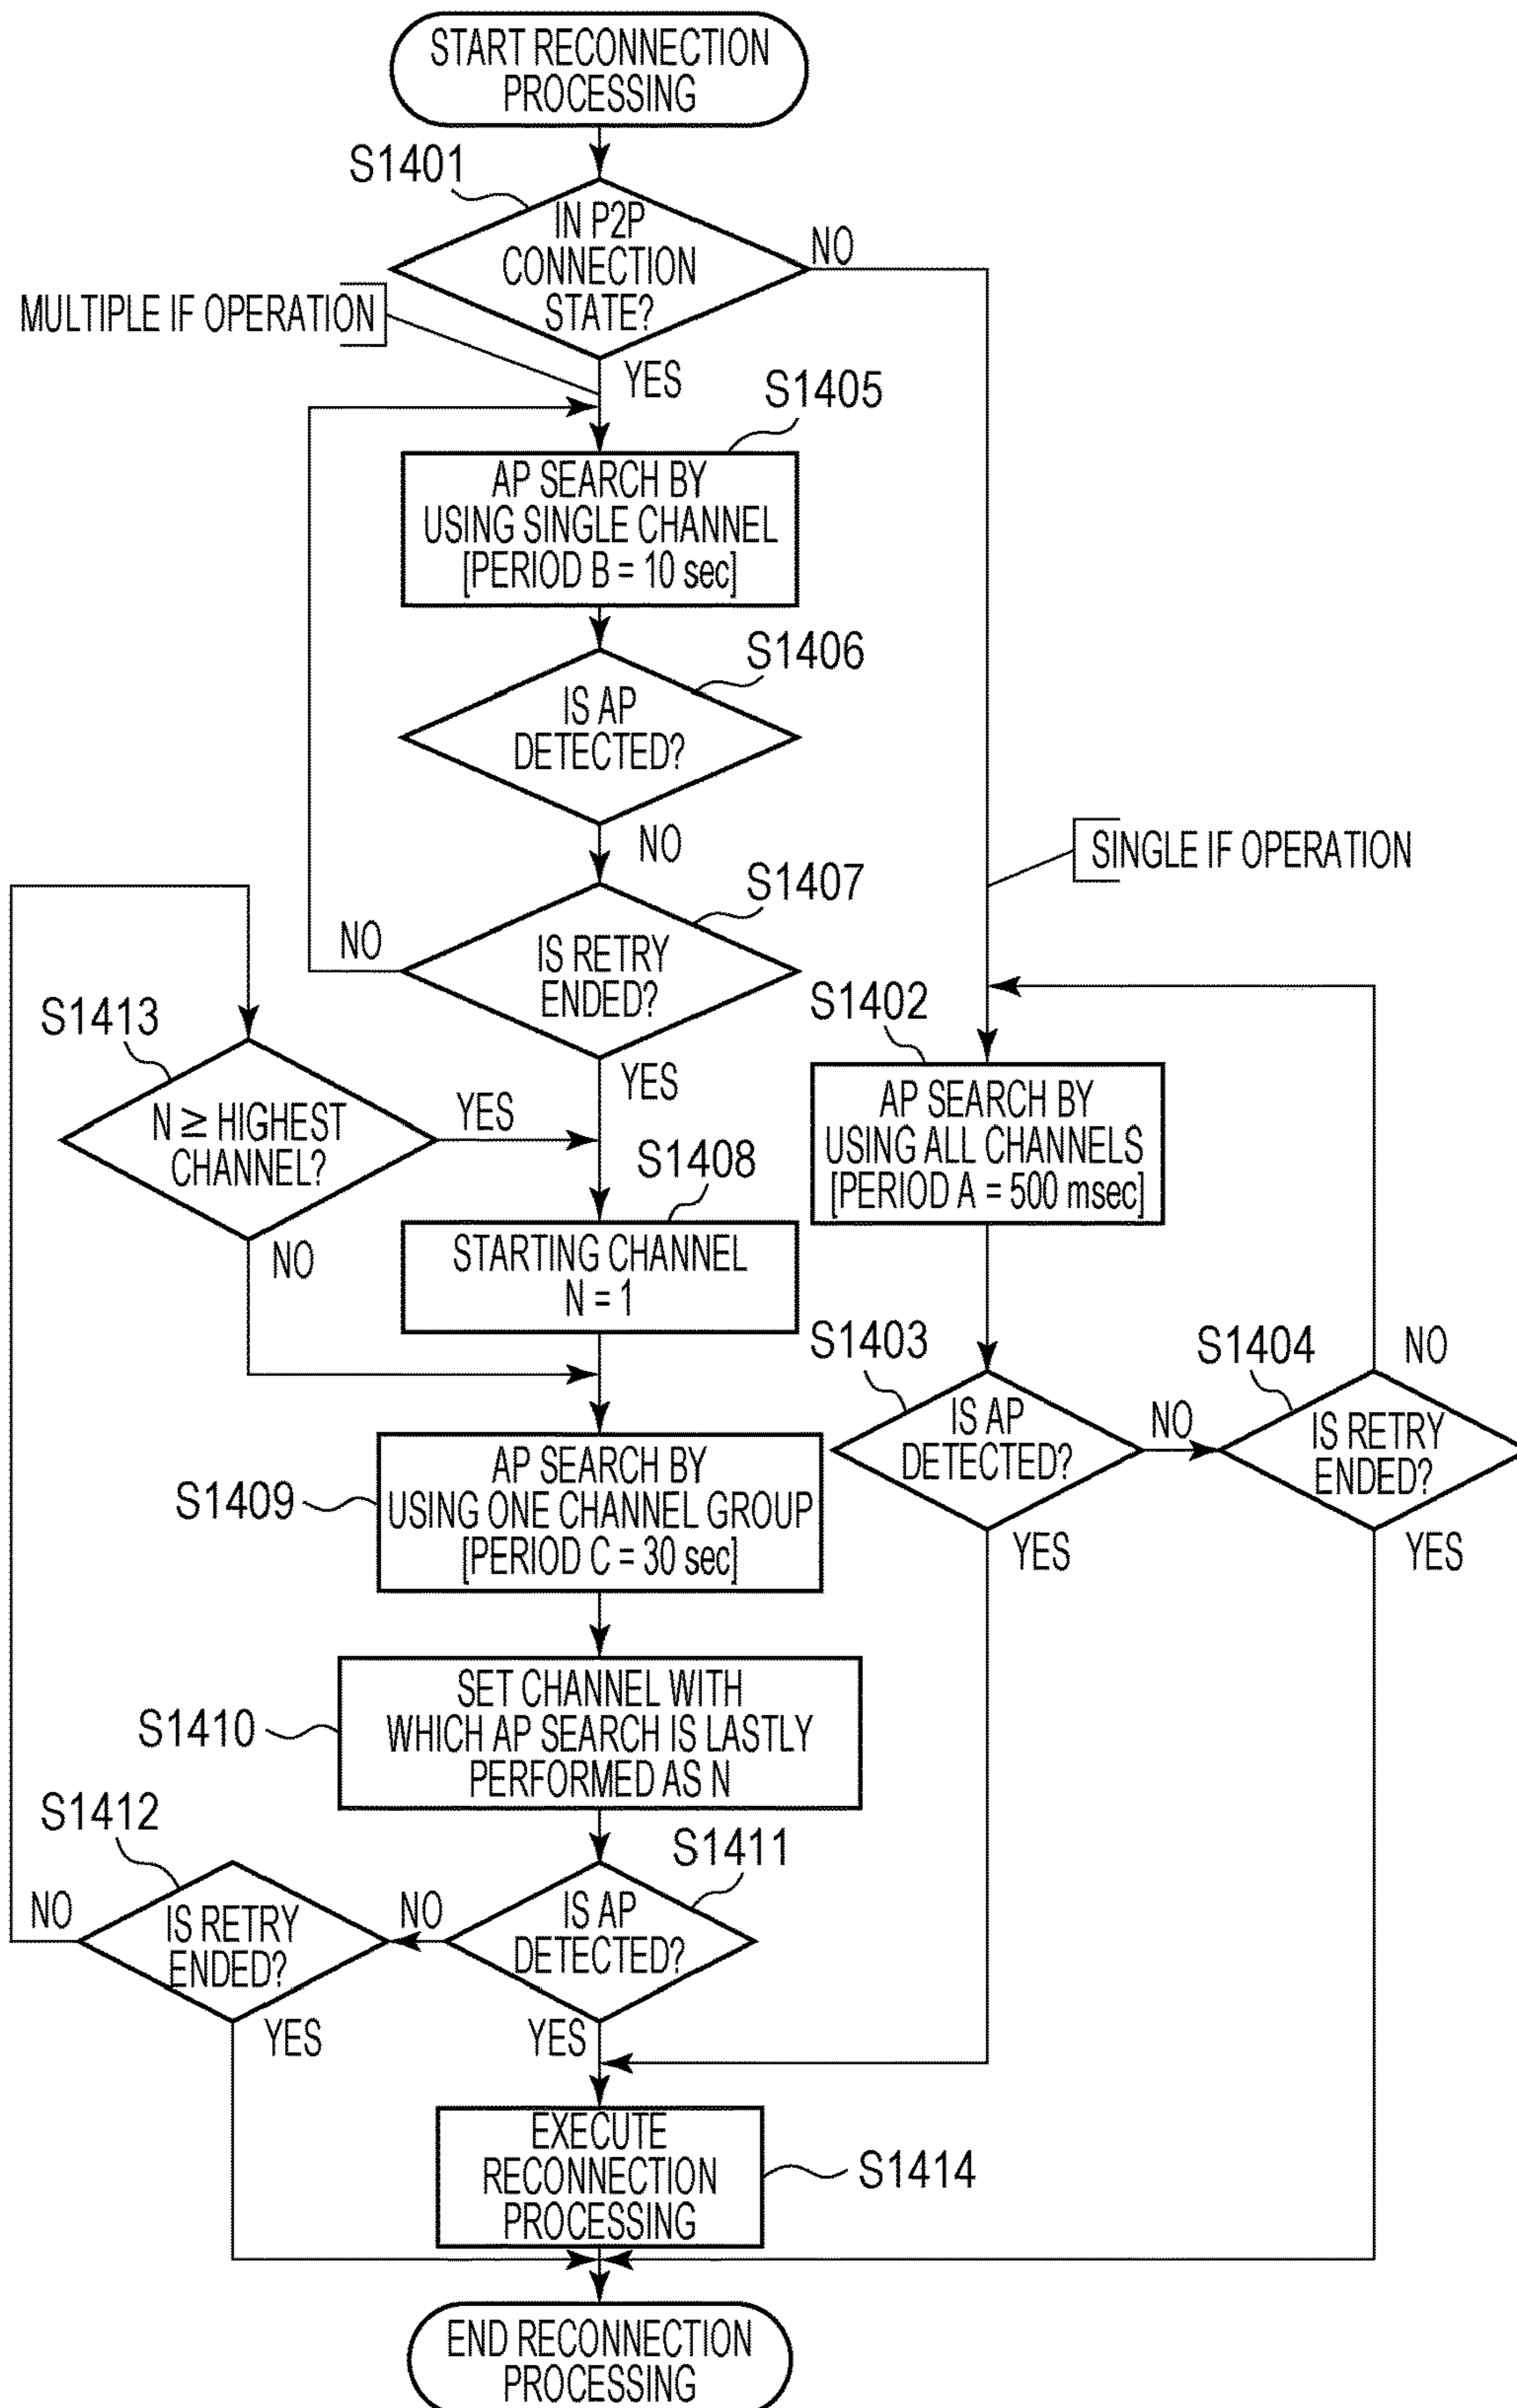 START RECONNECTION
PROCESSING
S1401
IN P2P
CONNECTION
STATE?
NO
MULTIPLE IF OPERATION
YES
S1405
AP SEARCH BY
USING SINGLE CHANNEL
[PERIOD B = 10 sec]
S1406
IS AP
DETECTED?
NO
SINGLE IF OPERATION
S1407
NO
IS RETRY
ENDED?
YES
S1413
N ≥ HIGHEST
CHANNEL?
YES
NO
S1402
AP SEARCH BY
USING ALL CHANNELS
[PERIOD A = 500 msec]
S1408
STARTING CHANNEL
N = 1
S1403
IS AP
DETECTED?
NO
YES
S1404
NO
IS RETRY
ENDED?
YES
S1409
AP SEARCH BY
USING ONE CHANNEL GROUP
[PERIOD C = 30 sec]
S1410
SET CHANNEL WITH
WHICH AP SEARCH IS LASTLY
PERFORMED AS N
S1412
NO
IS RETRY
ENDED?
YES
S1411
NO
IS AP
DETECTED?
YES
EXECUTE
RECONNECTION
PROCESSING
S1414
END RECONNECTION
PROCESSING